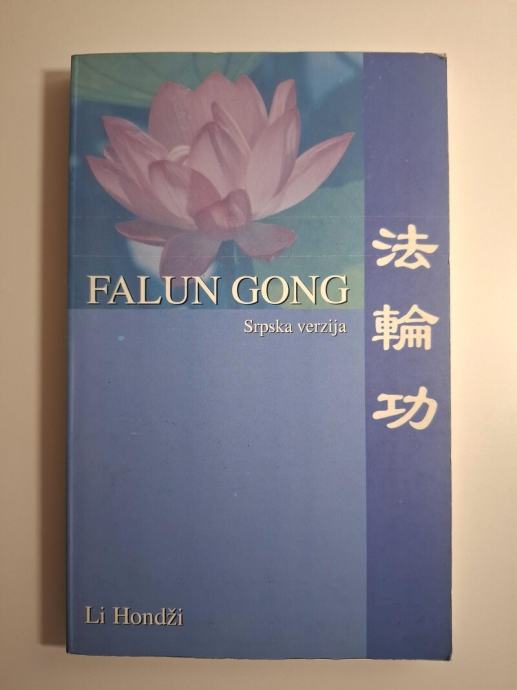 FALUN GONG
Srpska verzija
法輪功
Li Hondži